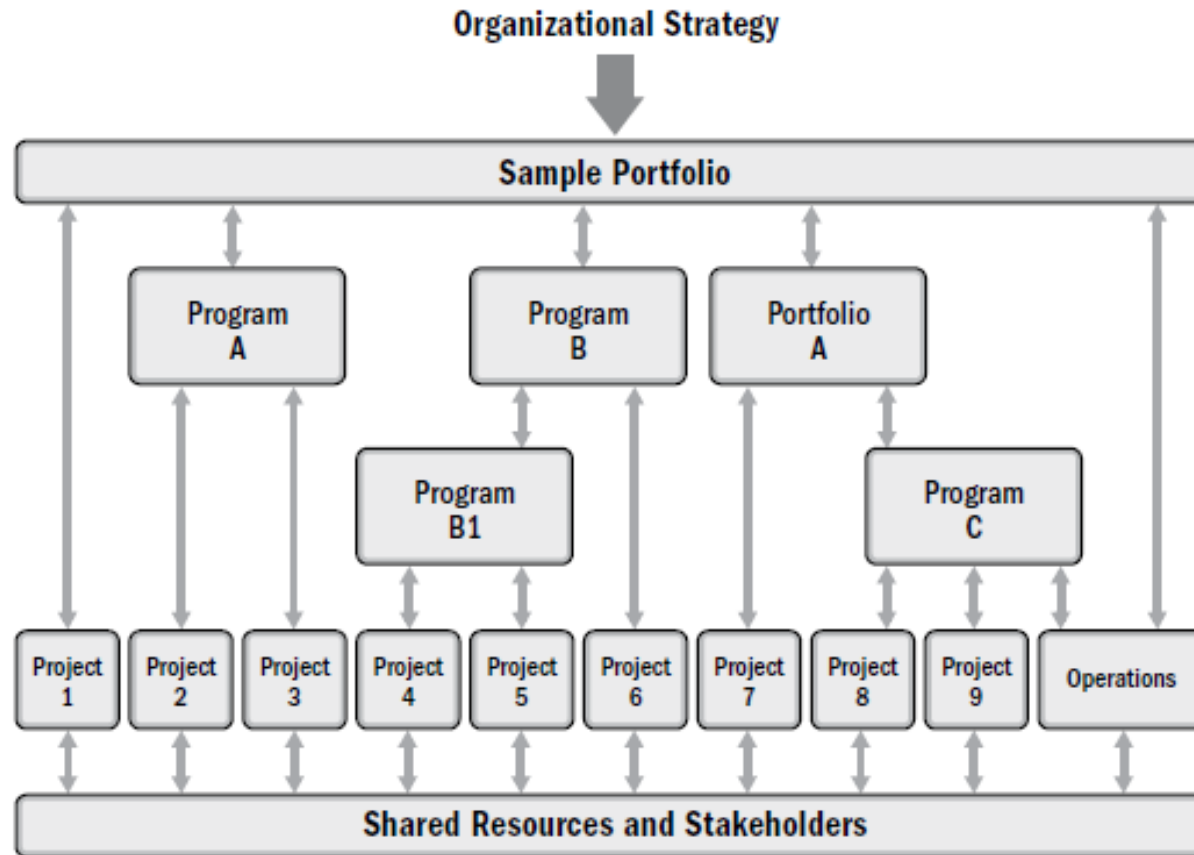 Organizational Strategy
Sample Portfolio
Program
A
Program
B
Portfolio
A
Program
B1
Program
C
Project
1
Project
2
Project
3
Project
4
Project
5
Project
6
Project
7
Project
8
Project
9
Operations
Shared Resources and Stakeholders